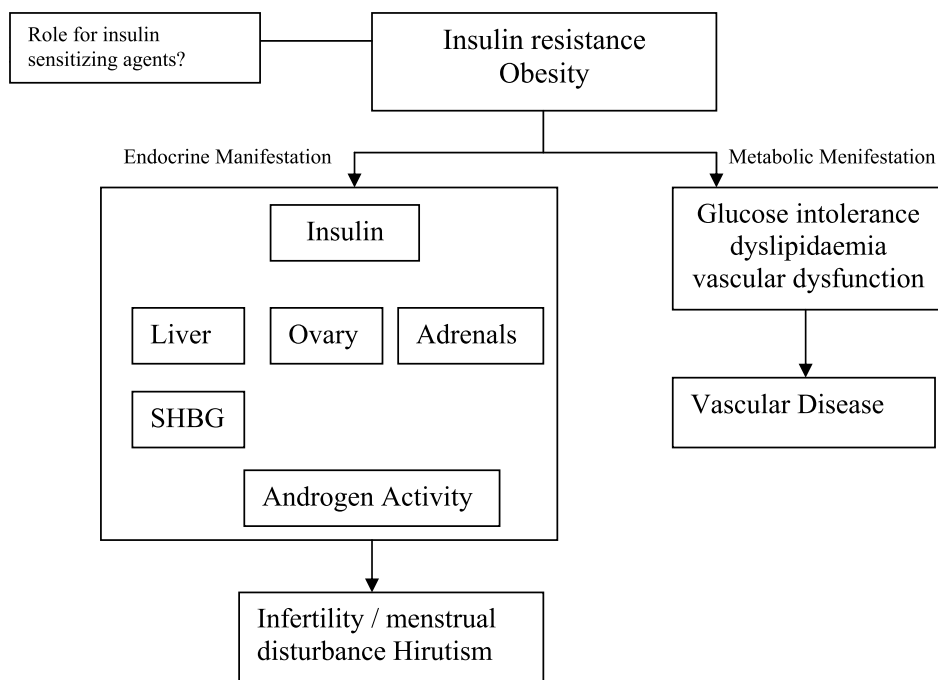 Role for insulin
sensitizing agents?
Insulin resistance
Obesity
Endocrine Manifestation
Metabolic Menifestation
Insulin
Glucose intolerance
dyslipidaemia
vascular dysfunction
Liver
Ovary
Adrenals
SHBG
Vascular Disease
Androgen Activity
Infertility / menstrual
disturbance Hirutism